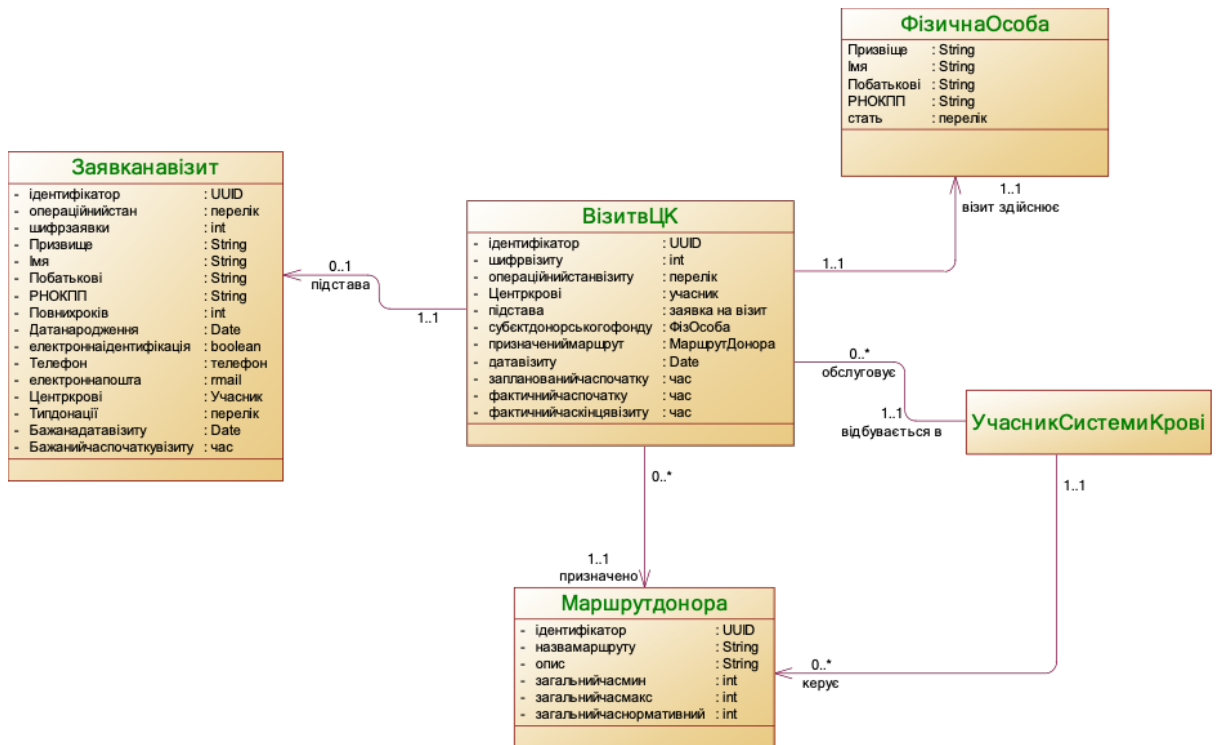 ФізичнаОсоба
Призвіще : String
Імя : String
Побатькові : String
РНОКПП : String
стать : перелік
1..1
візит здійснює
Заявканавізит
- ідентифікатор : UUID
- операційнийстан : перелік
- шифрзаявки : int
- Призвище : String
- Імя : String
- Побатькові : String
- РНОКПП : String
- Повнихроків : int
- Датанародження : Date
- електроннаідентифікація : boolean
- Телефон : телефон
- електроннапошта : rmail
- Центркрові : Учасник
- Типдонації : перелік
- Бажанадатавізиту : Date
- Бажанийчаспочаткувізиту : час
0..1
підстава
1..1
ВізитвЦК
- ідентифікатор : UUID
- шифрвізиту : int
- операційнийстанвізиту : перелік
- Центркрові : учасник
- підстава : заявка на візит
- субєктдонорськогофонду : ФізОсоба
- призначениймаршрут : МаршрутДонора
- датавізиту : Date
- запланованийчаспочатку : час
- фактичнийчаспочатку : час
- фактичнийчаскінцявізиту : час
1..1
0..*
обслуговує
1..1
відбувається в
УчасникСистемиКрові
0..*
1..1
1..1
призначено
Маршрутдонора
- ідентифікатор : UUID
- назвамаршруту : String
- опис : String
- загальнийчасмин : int
- загальнийчасмакс : int
- загальнийчаснормативний : int
0..*
керує